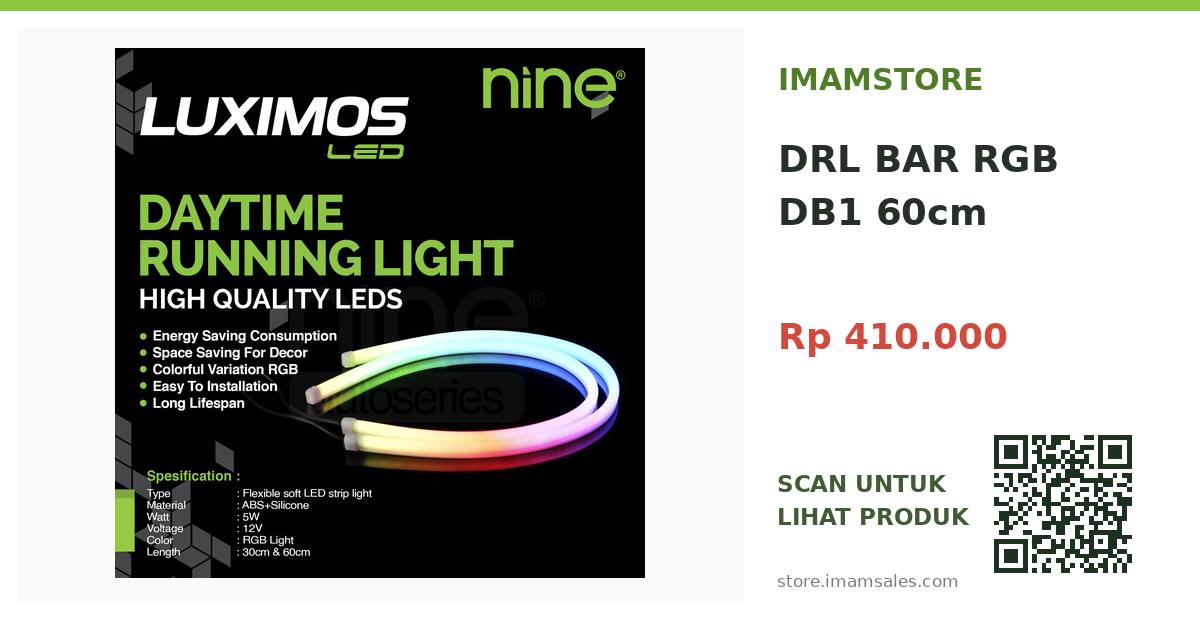 LUXIMOS
LED
nine®
DAYTIME
RUNNING LIGHT
HIGH QUALITY LEDS
Energy Saving Consumption
Space Saving For Decor
Colorful Variation RGB
Easy To Installation
Long Lifespan
nine®
autoseries
Spesification :
Type : Flexible soft LED strip light
Material : ABS+Silicone
Watt : 5W
Voltage : 12V
Color : RGB Light
Length : 30cm & 60cm
IMAMSTORE
DRL BAR RGB
DB1 60cm
Rp 410.000
SCAN UNTUK
LIHAT PRODUK
store.imamsales.com